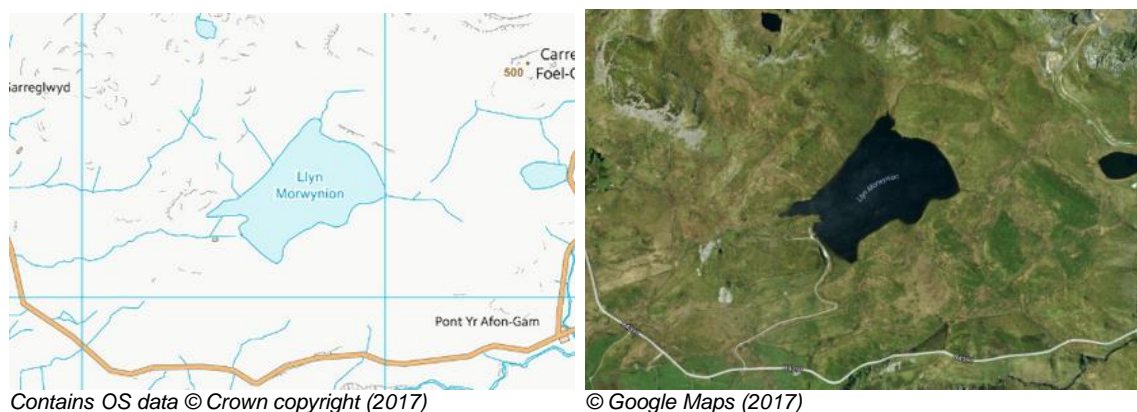 Carre
500 Foel-G
Garreglwyd
Llyn
Morwynion
Pont Yr Afon-Gam
Llyn Morwynion
Contains OS data © Crown copyright (2017)
© Google Maps (2017)